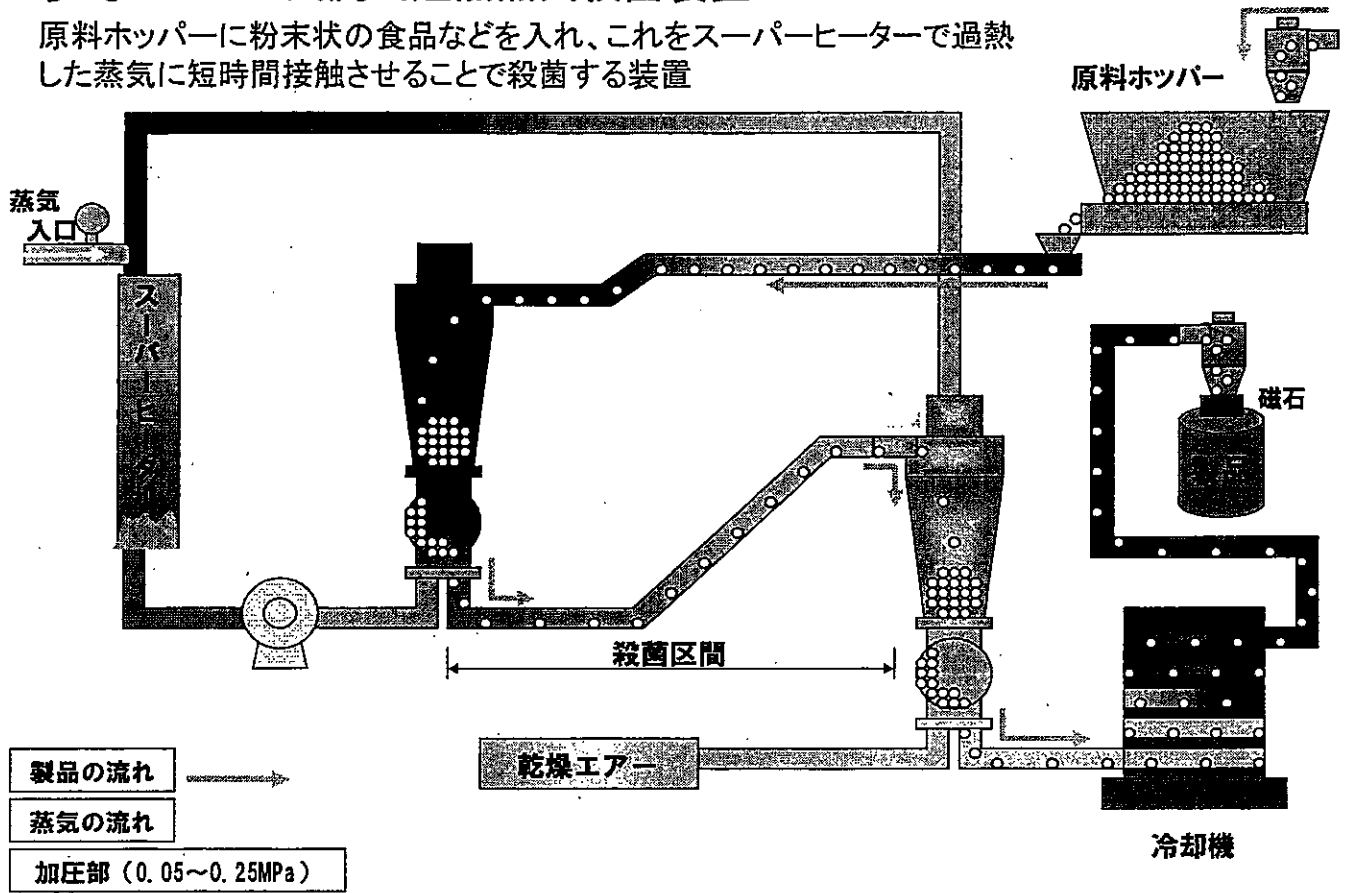 原料ホッパーに粉末状の食品などを入れ、これをスーパーヒーターで過熱
した蒸気に短時間接触させることで殺菌する装置
原料ホッパー
蒸気
入口
スーパーヒーター
磁石
製品
殺菌区間
乾燥エアー
冷却機
製品の流れ
蒸気の流れ
加圧部（0.05～0.25MPa）